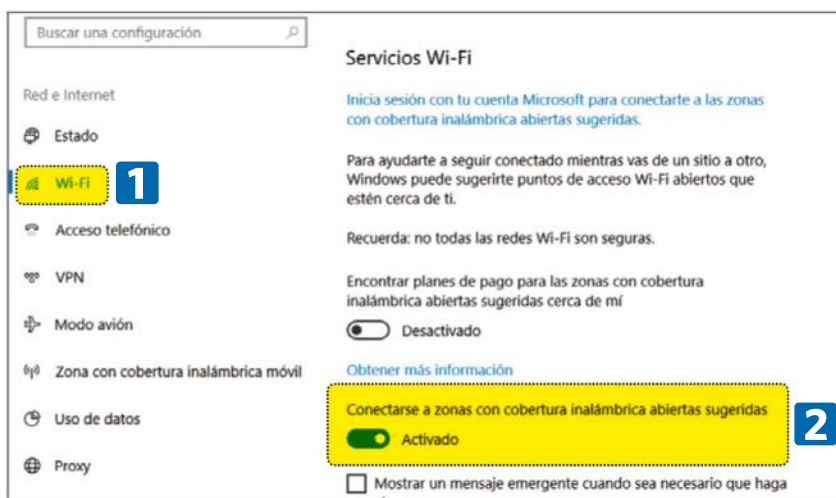 Buscar una configuración
Red e Internet
Estado
Wi-Fi
1
Acceso telefónico
VPN
Modo avión
Zona con cobertura inalámbrica móvil
Uso de datos
Proxy
Servicios Wi-Fi
Inicia sesión con tu cuenta Microsoft para conectarte a las zonas
con cobertura inalámbrica abiertas sugeridas.
Para ayudarte a seguir conectado mientras vas de un sitio a otro,
Windows puede sugerirte puntos de acceso Wi-Fi abiertos que
estén cerca de ti.
Recuerda: no todas las redes Wi-Fi son seguras.
Encontrar planes de pago para las zonas con cobertura
inalámbrica abiertas sugeridas cerca de mí
Desactivado
Obtener más información
Conectarse a zonas con cobertura inalámbrica abiertas sugeridas
Activado
2
Mostrar un mensaje emergente cuando sea necesario que haga